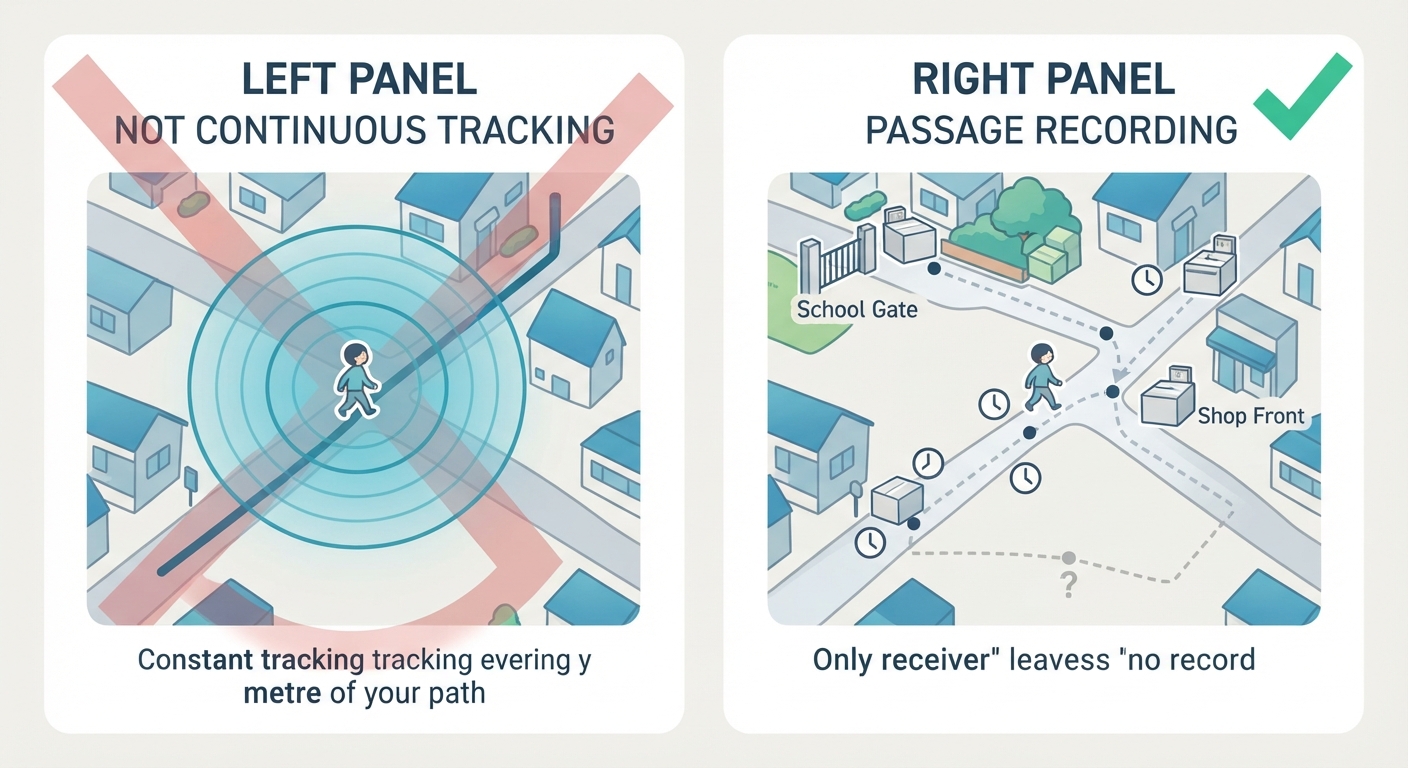 LEFT PANEL
NOT CONTINUOUS TRACKING
Constant tracking tracking evering y
metre of your path
RIGHT PANEL
PASSAGE RECORDING
School Gate
Shop Front
?
Only receiver" leavess "no record